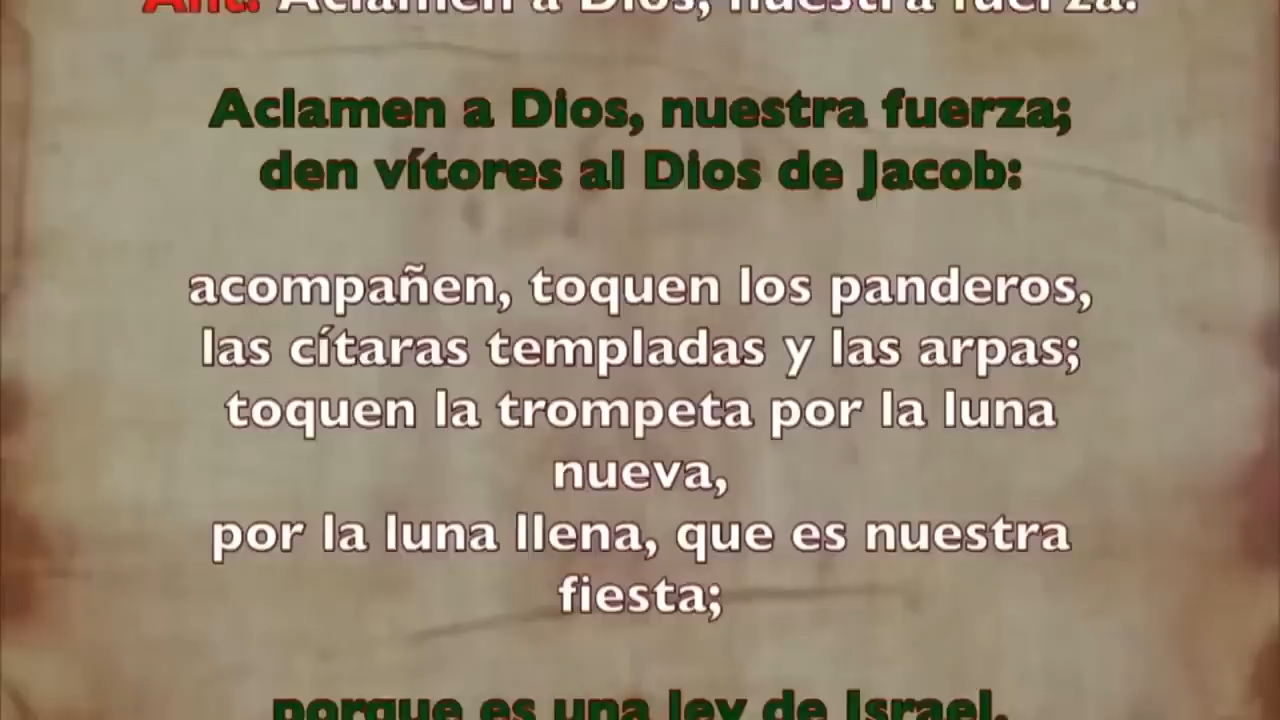 Ant. Aclamen a Dios, nuestra fuerza.
Aclamen a Dios, nuestra fuerza;
den vítores al Dios de Jacob:
acompañen, toquen los panderos,
las cítaras templadas y las arpas;
toquen la trompeta por la luna
nueva,
por la luna llena, que es nuestra
fiesta;
porque es una ley de Israel,